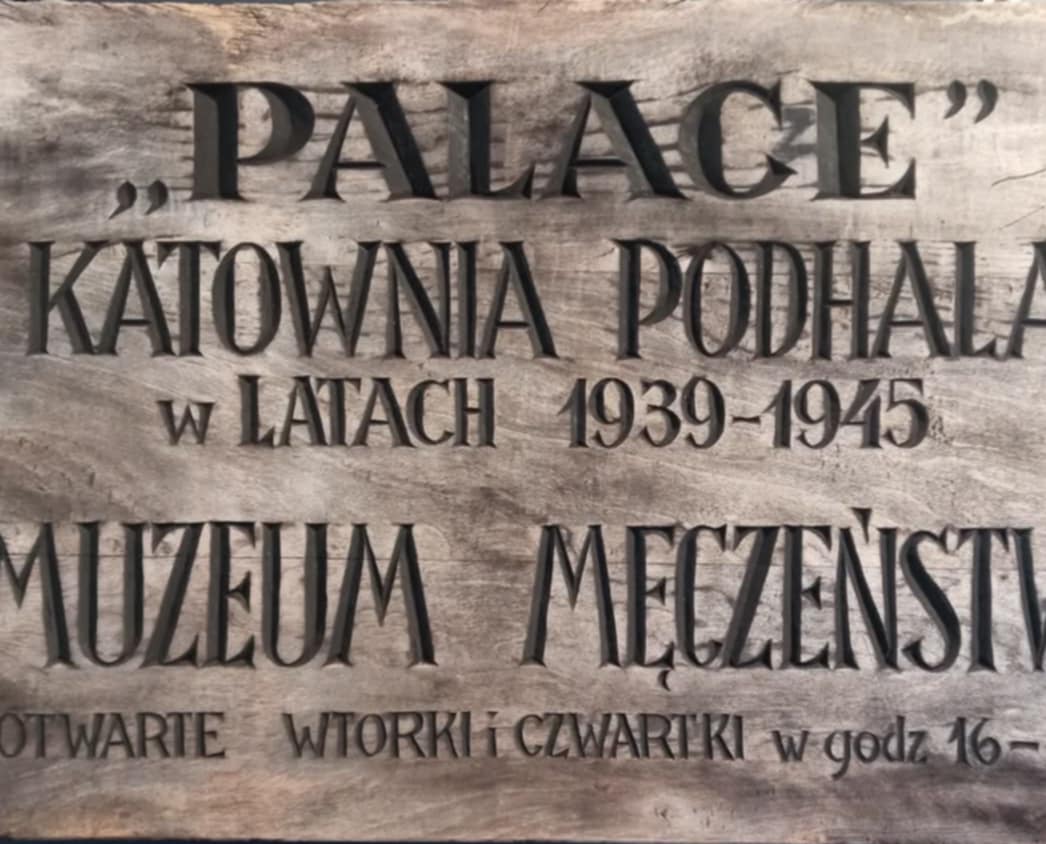 „PALACE”
KATOWNIA PODHALA
w LATACH 1939-1945
MUZEUM MĘCZEŃSTW
OTWARTE WTORKI i CZWARTKI w godz 16-